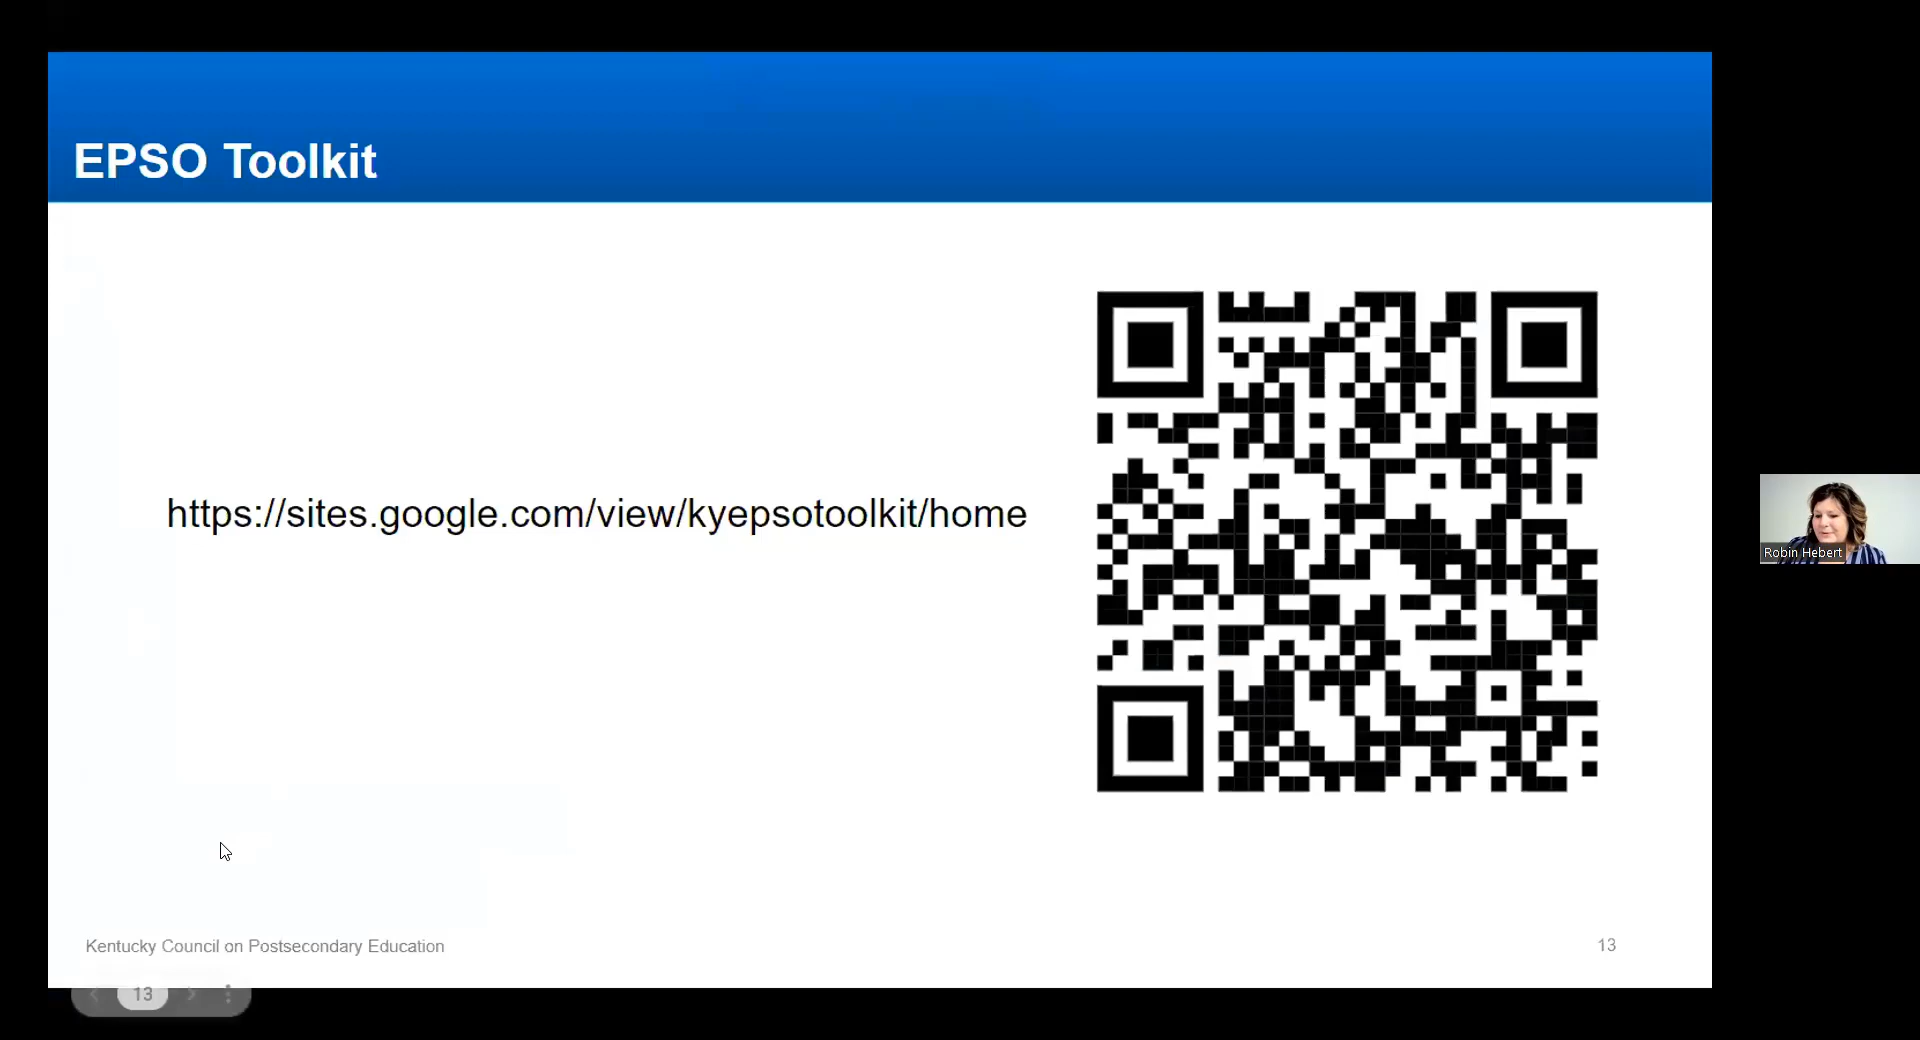 EPSO Toolkit
https://sites.google.com/view/kyepsotoolkit/home
Robin Hebert
Kentucky Council on Postsecondary Education
13
13